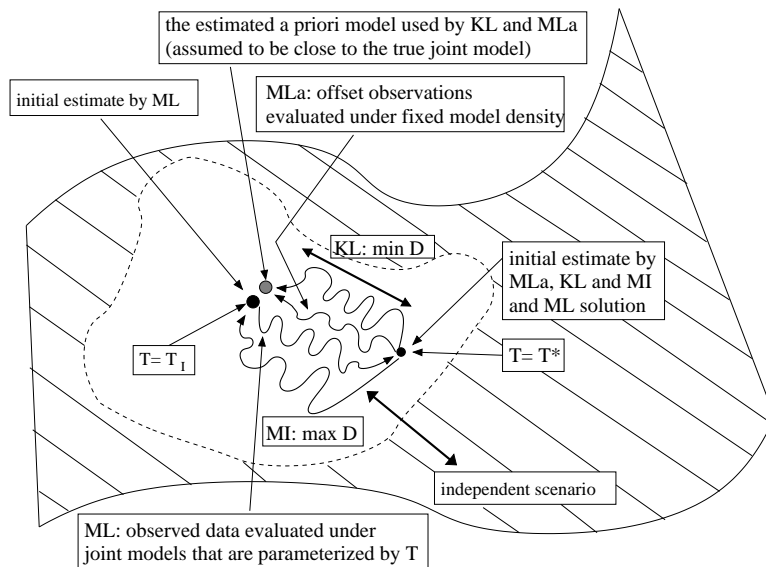 the estimated a priori model used by KL and MLa
(assumed to be close to the true joint model)
initial estimate by ML
MLa: offset observations
evaluated under fixed model density
KL: min D
initial estimate by
MLa, KL and MI
and ML solution
T= T I
T= T*
MI: max D
independent scenario
ML: observed data evaluated under
joint models that are parameterized by T